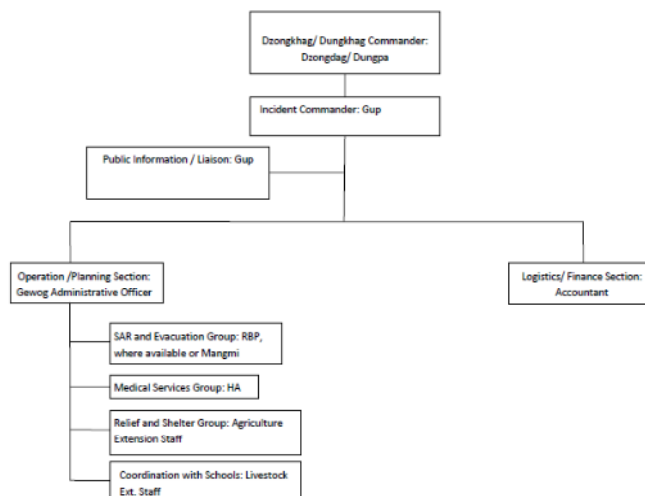 Dzongkhag/ Dungkhag Commander:
Dzongdag/ Dungpa
Incident Commander: Gup
Public Information / Liaison: Gup
Operation /Planning Section:
Gewog Administrative Officer
Logistics/ Finance Section:
Accountant
SAR and Evacuation Group: RBP,
where available or Mangmi
Medical Services Group: HA
Relief and Shelter Group: Agriculture
Extension Staff
Coordination with Schools: Livestock
Ext. Staff